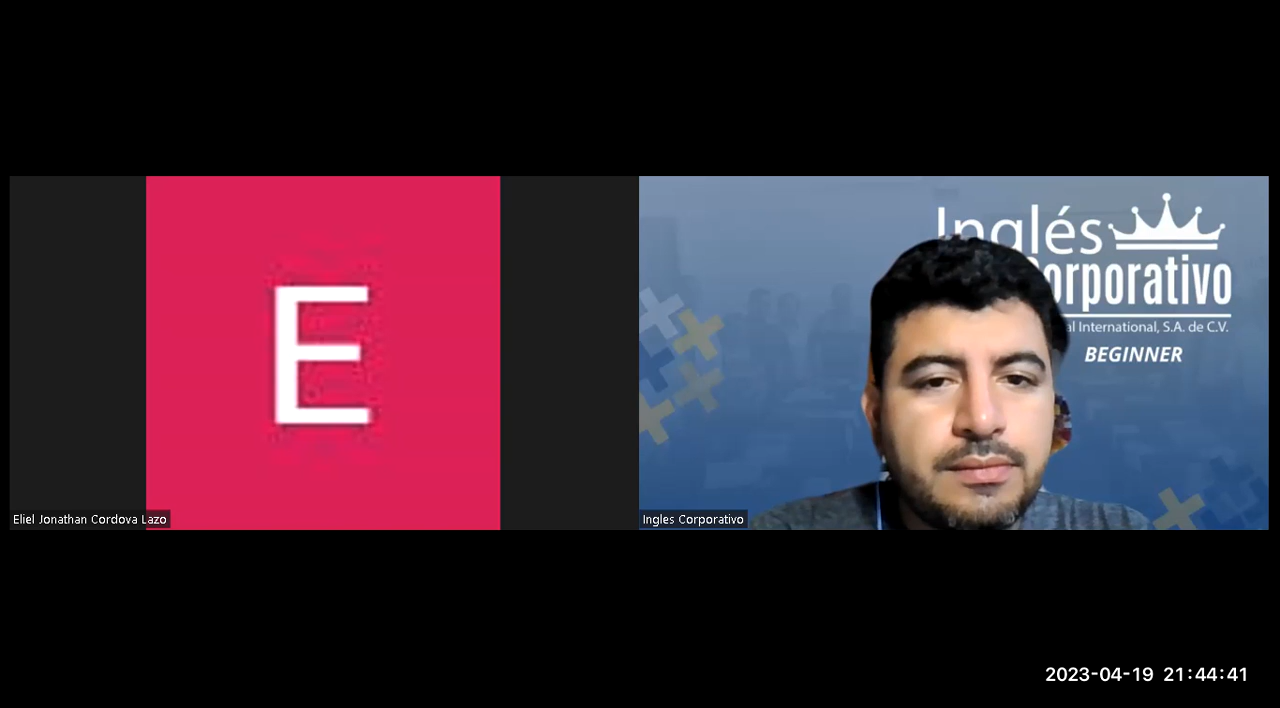 E
Eliel Jonathan Cordova Lazo
Inglés
Corporativo
al International, S.A. de C.V.
BEGINNER
Ingles Corporativo
2023-04-19 21:44:41